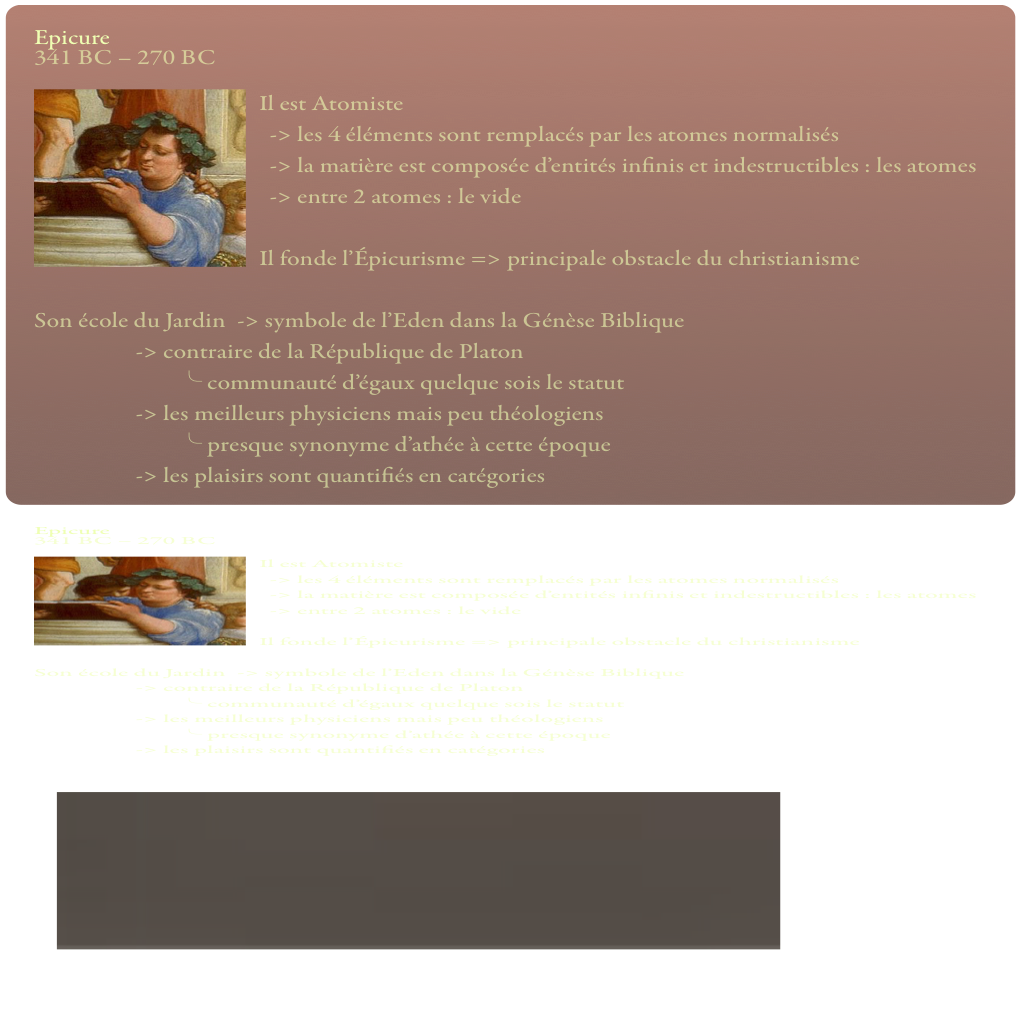 Epicure
341 BC – 270 BC
Il est Atomiste
-> les 4 éléments sont remplacés par les atomes normalisés
-> la matière est composée d’entités infinis et indestructibles : les atomes
-> entre 2 atomes : le vide
Il fonde l’Épicurisme => principale obstacle du christianisme
Son école du Jardin -> symbole de l’Eden dans la Génèse Biblique
-> contraire de la République de Platon
╰ communauté d’égaux quelque sois le statut
-> les meilleurs physiciens mais peu théologiens
╰ presque synonyme d’athée à cette époque
-> les plaisirs sont quantifiés en catégories
Epicure
341 BC – 270 BC
Il est Atomiste
-> les 4 éléments sont remplacés par les atomes normalisés
-> la matière est composée d’entités infinis et indestructibles : les atomes
-> entre 2 atomes : le vide
Il fonde l’Épicurisme => principale obstacle du christianisme
Son école du Jardin -> symbole de l’Eden dans la Génèse Biblique
-> contraire de la République de Platon
╰ communauté d’égaux quelque sois le statut
-> les meilleurs physiciens mais peu théologiens
╰ presque synonyme d’athée à cette époque
-> les plaisirs sont quantifiés en catégories